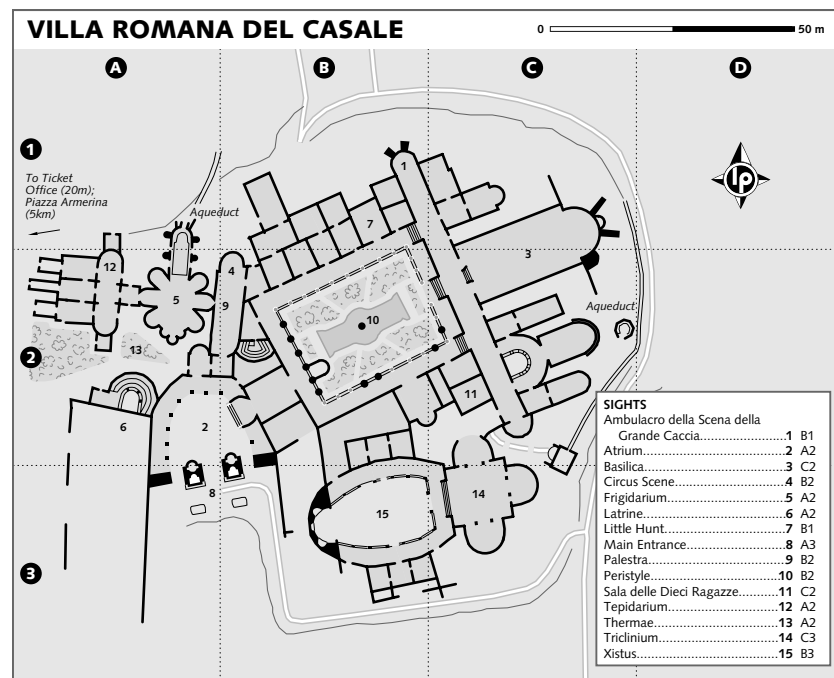 VILLA ROMANA DEL CASALE
0 50 m
A B C D
1
To Ticket
Office (20m);
Piazza Armerina
(5km)
Aqueduct
1
7
3
12
4
5
9
10
Aqueduct
2
13
11
6
2
8
14
15
3
SIGHTS
Ambulacro della Scena della
Grande Caccia.......................1 B1
Atrium....................................2 A2
Basilica...................................3 C2
Circus Scene...........................4 B2
Frigidarium.............................5 A2
Latrine....................................6 A2
Little Hunt..............................7 B1
Main Entrance........................8 A3
Palestra...................................9 B2
Peristyle................................10 B2
Sala delle Dieci Ragazze........11 C2
Tepidarium...........................12 A2
Thermae...............................13 A2
Triclinium.............................14 C3
Xistus...................................15 B3
lp